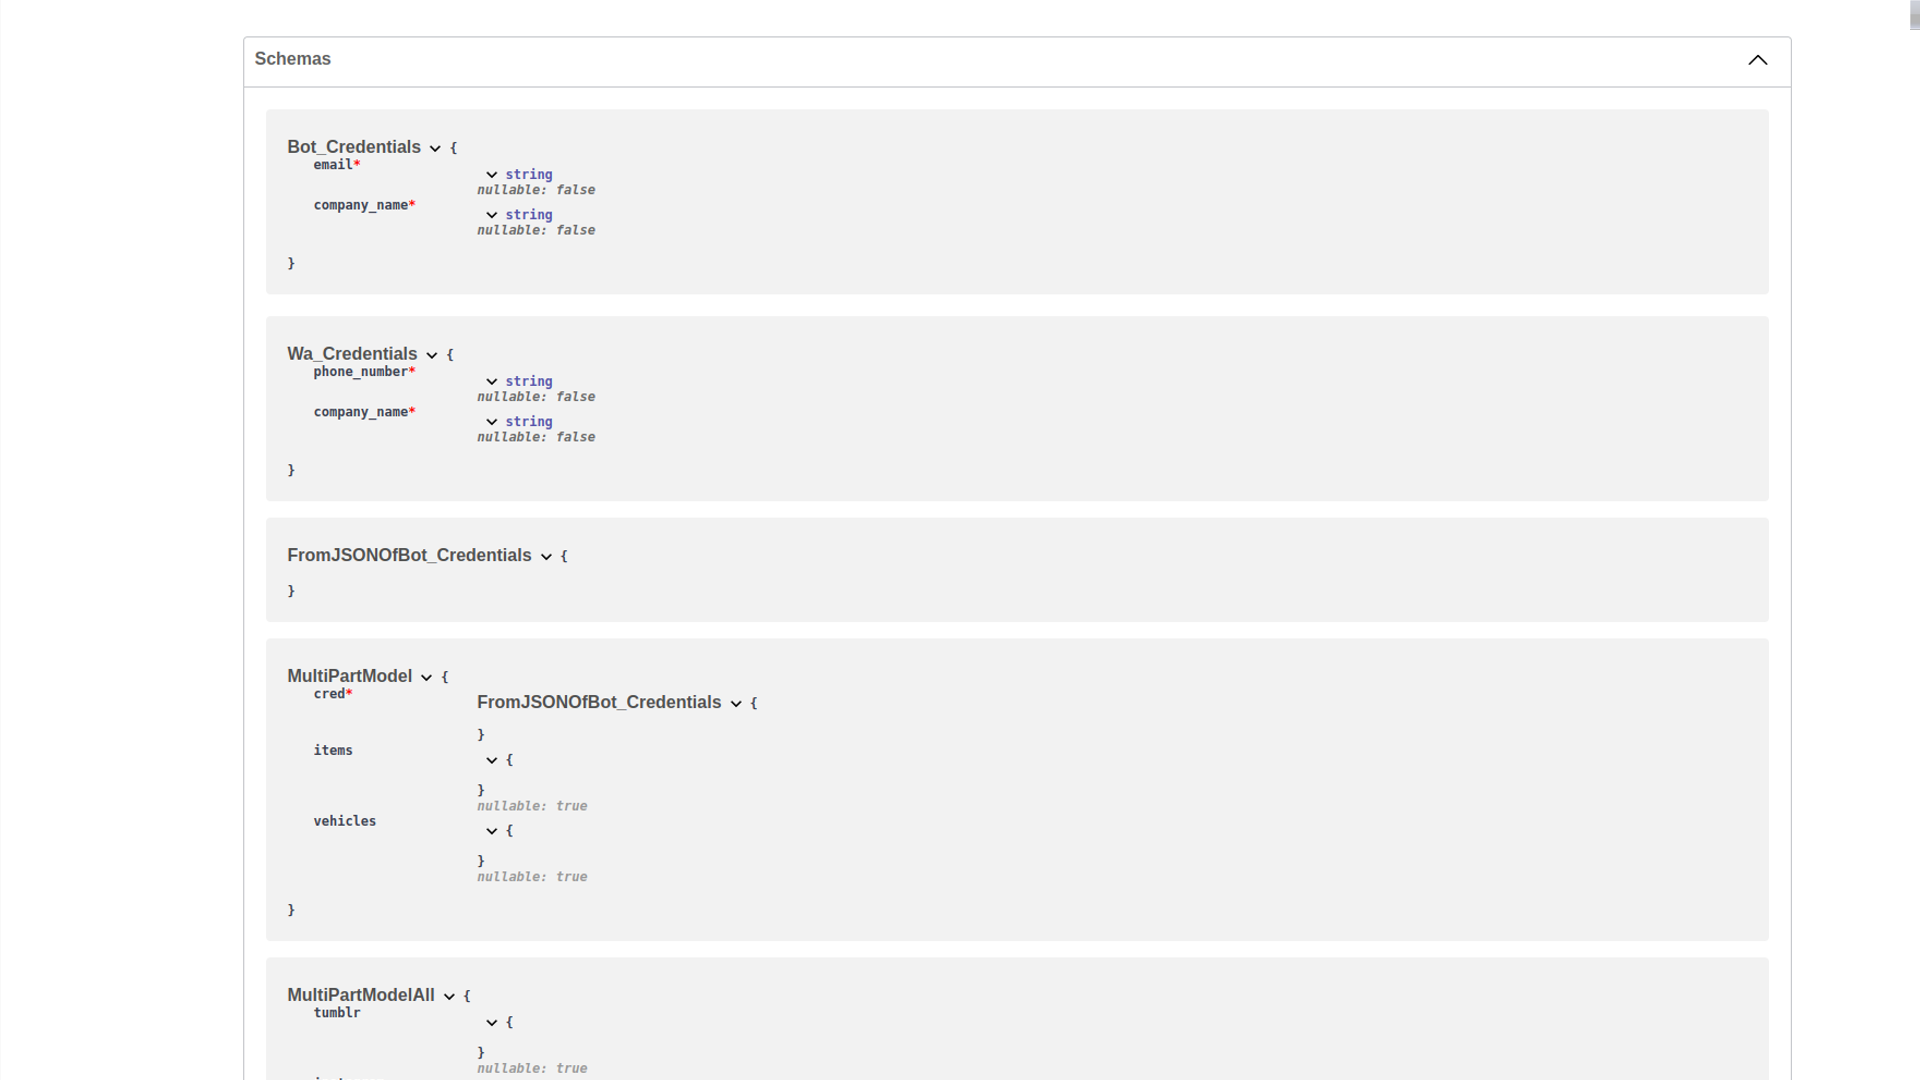 Schemas
Bot_Credentials {
email*
string
nullable: false
company_name*
string
nullable: false
}
Wa_Credentials {
phone_number*
string
nullable: false
company_name*
string
nullable: false
}
FromJSONOfBot_Credentials {
}
MultiPartModel {
cred*
FromJSONOfBot_Credentials {
}
items
{
}
nullable: true
vehicles
{
}
nullable: true
}
MultiPartModelAll {
tumblr
{
}
nullable: true